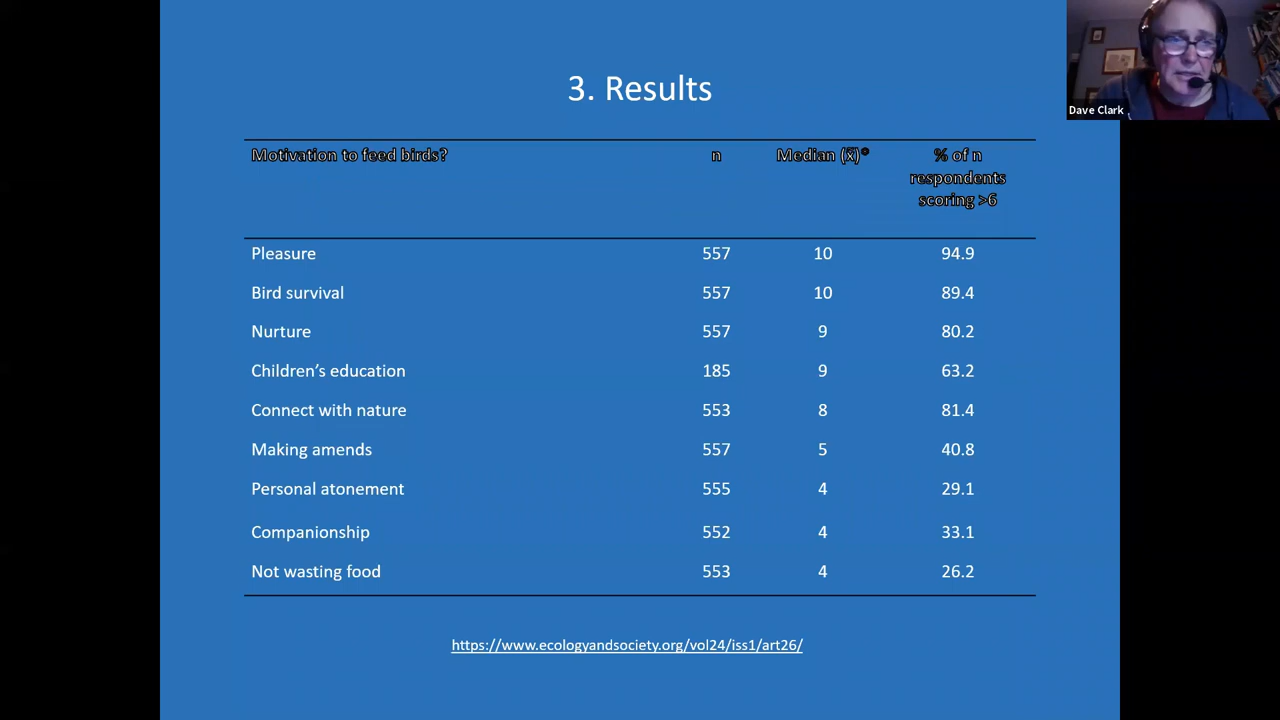 3. Results
Dave Clark
Motivation to feed birds? n Median (x̃)* % of n
respondents
scoring >6
Pleasure 557 10 94.9
Bird survival 557 10 89.4
Nurture 557 9 80.2
Children’s education 185 9 63.2
Connect with nature 553 8 81.4
Making amends 557 5 40.8
Personal atonement 555 4 29.1
Companionship 552 4 33.1
Not wasting food 553 4 26.2
https://www.ecologyandsociety.org/vol24/iss1/art26/